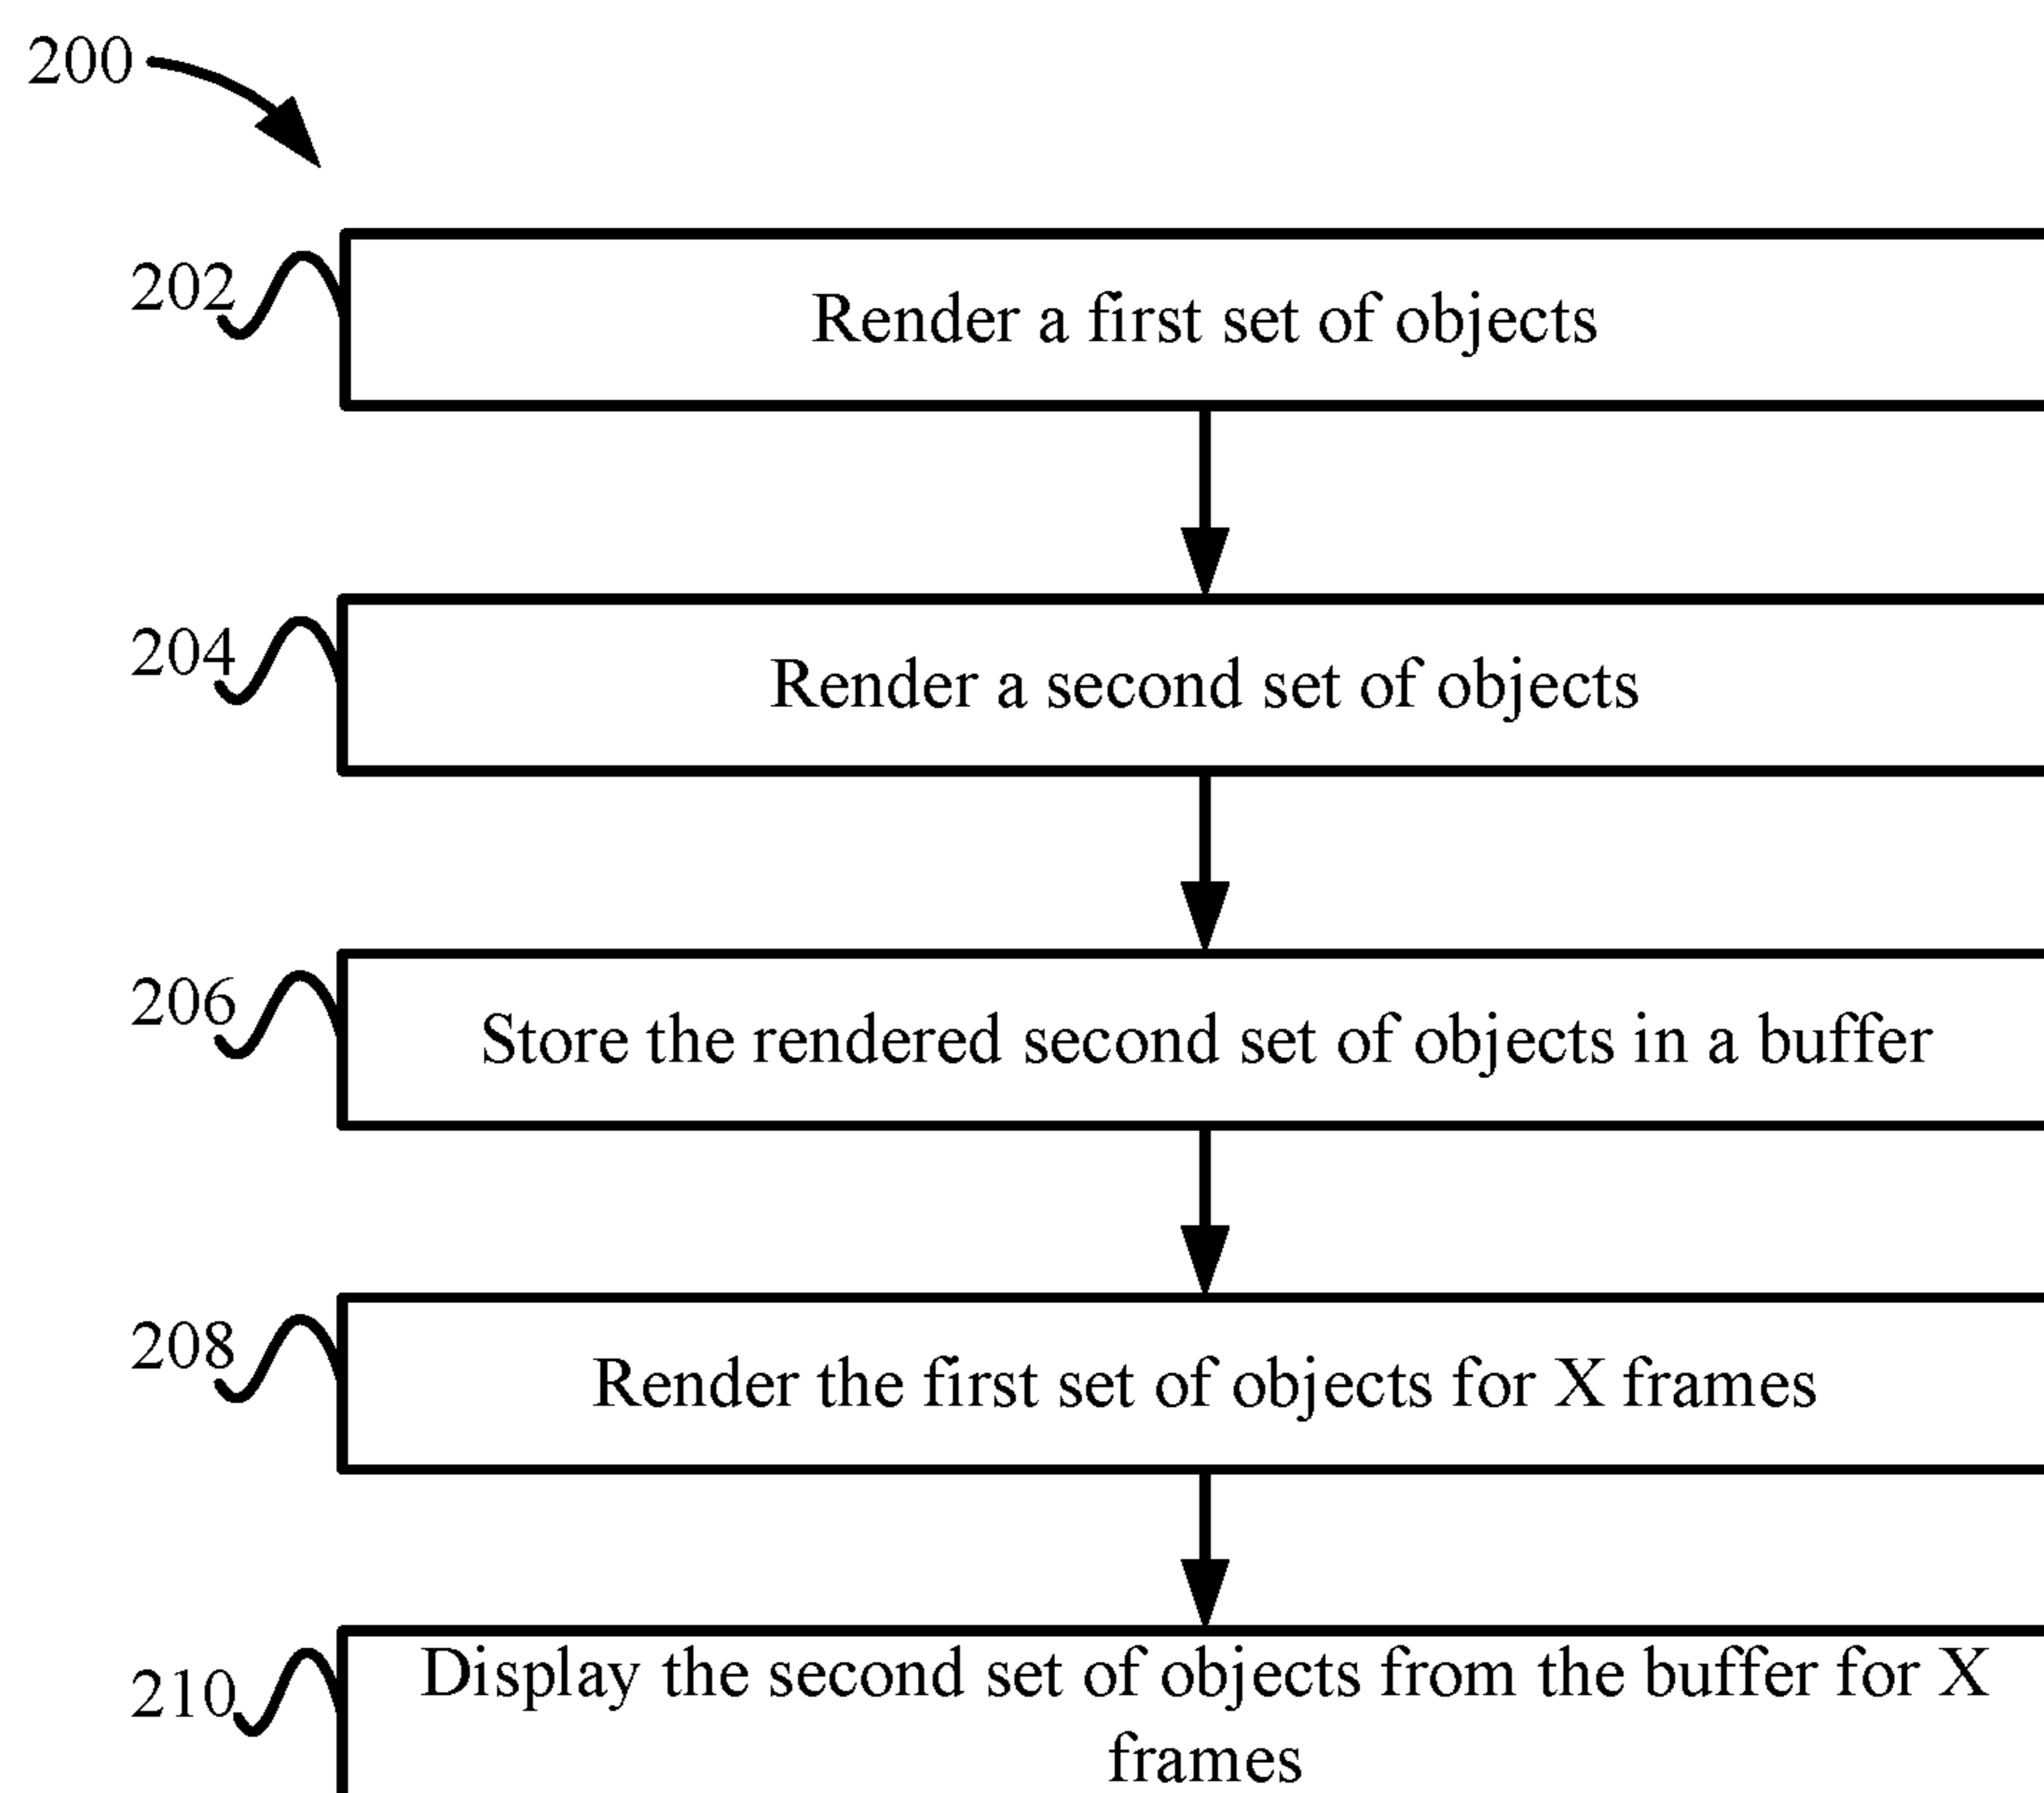 200
202
Render a first set of objects
204
Render a second set of objects
206
Store the rendered second set of objects in a buffer
208
Render the first set of objects for X frames
210
Display the second set of objects from the buffer for X
frames